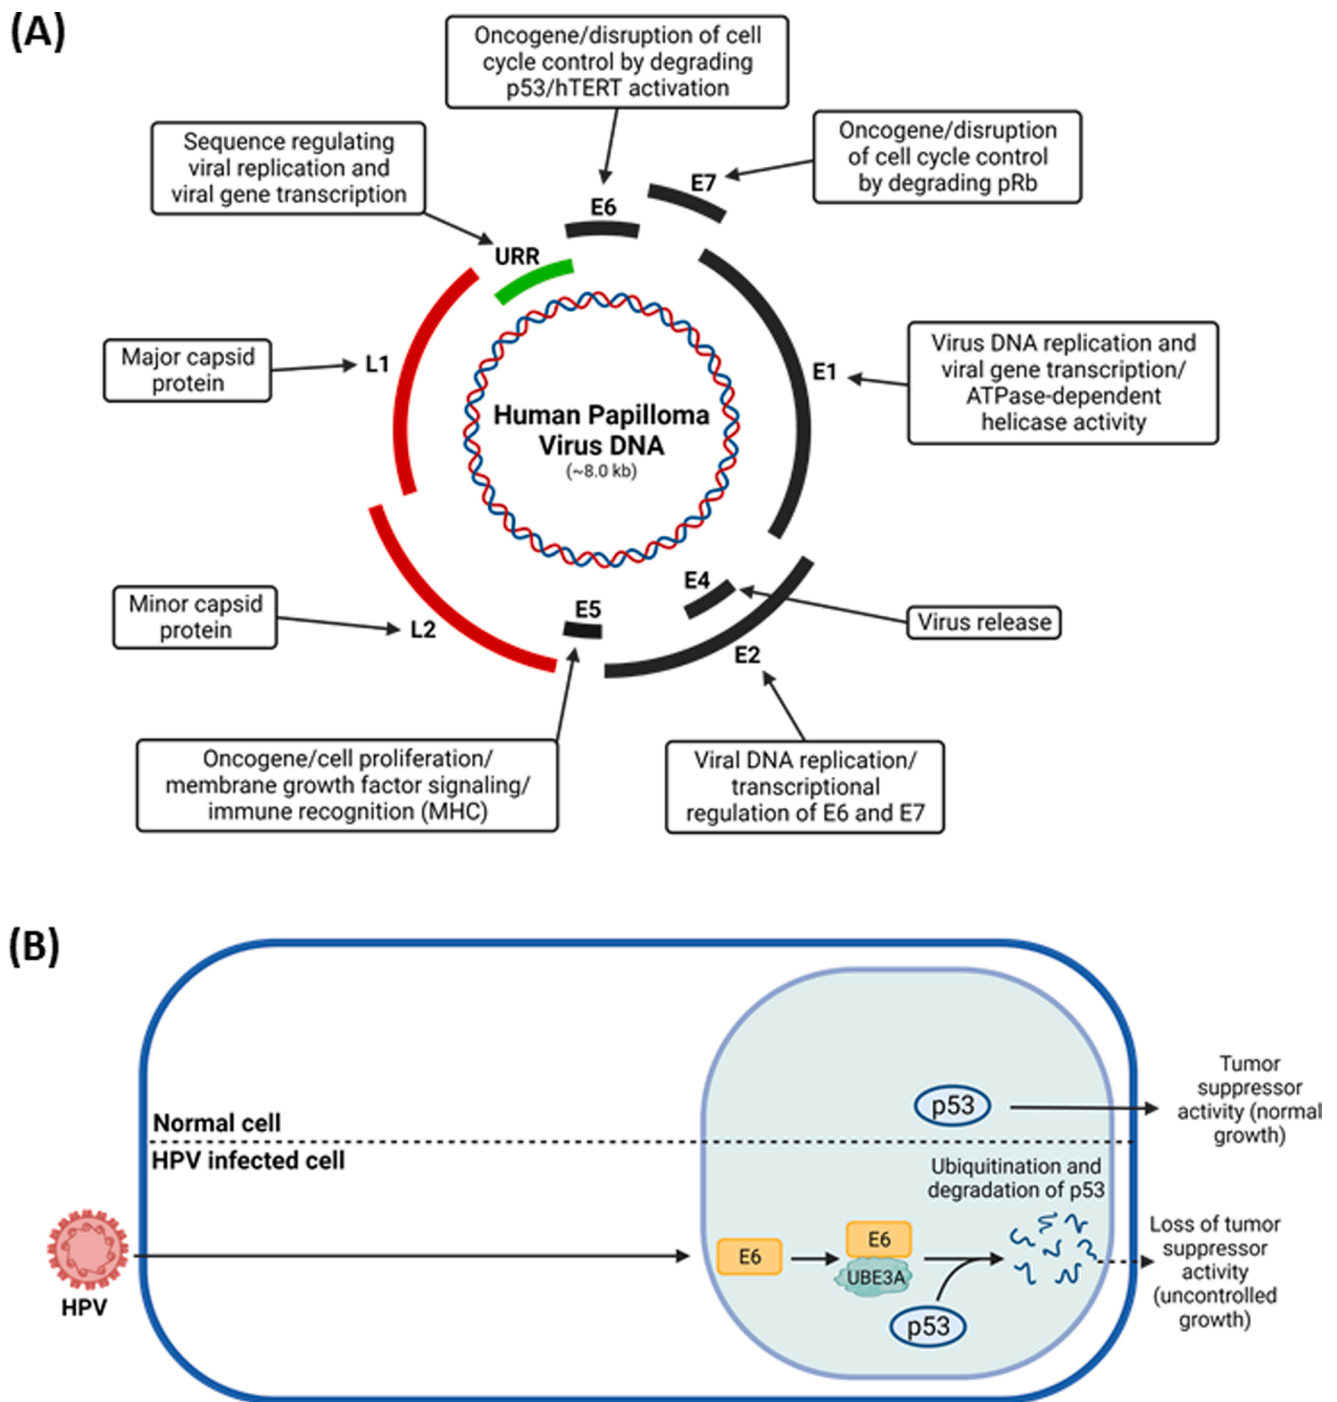 (A)
Oncogene/disruption of cell
cycle control by degrading
p53/hTERT activation
Sequence regulating
viral replication and
viral gene transcription
Oncogene/disruption
of cell cycle control
by degrading pRb
E7
E6
URR
Major capsid
protein
L1
Virus DNA replication and
viral gene transcription/
ATPase-dependent
helicase activity
E1
Human Papilloma
Virus DNA
(~8.0 kb)
E4
E5
Virus release
Minor capsid
protein
L2
E2
Oncogene/cell proliferation/
membrane growth factor signaling/
immune recognition (MHC)
Viral DNA replication/
transcriptional
regulation of E6 and E7
(B)
Normal cell
p53
Tumor
suppressor
activity (normal
growth)
HPV infected cell
Ubiquitination and
degradation of p53
HPV
E6
E6
UBE3A
p53
Loss of tumor
suppressor
activity
(uncontrolled
growth)